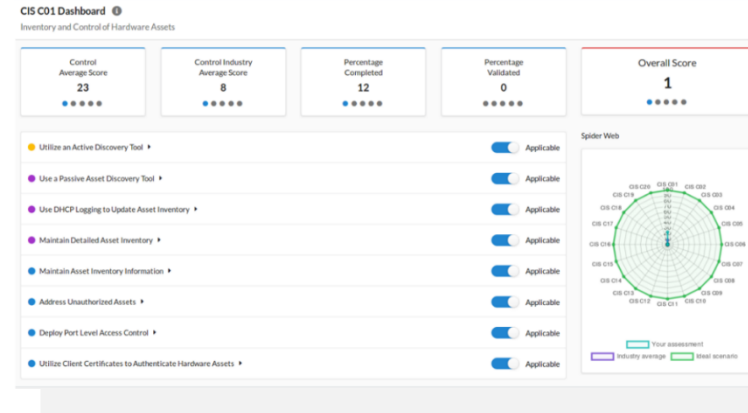 CIS C01 Dashboard
Inventory and Control of Hardware Assets
Control
Average Score
23
Control Industry
Average Score
8
Percentage
Completed
12
Percentage
Validated
0
Overall Score
1
Utilize an Active Discovery Tool
Applicable
Use a Passive Asset Discovery Tool
Applicable
Use DHCP Logging to Update Asset Inventory
Applicable
Maintain Detailed Asset Inventory
Applicable
Maintain Asset Inventory Information
Applicable
Address Unauthorized Assets
Applicable
Deploy Port Level Access Control
Applicable
Utilize Client Certificates to Authenticate Hardware Assets
Applicable
Spider Web
CIS C20
CIS C01
CIS C02
CIS C19
CIS C03
CIS C18
CIS C04
CIS C17
CIS C05
CIS C16
CIS C06
CIS C15
CIS C07
CIS C14
CIS C08
CIS C13
CIS C09
CIS C12
CIS C11
CIS C10
Your assessment
Industry average
Ideal scenario